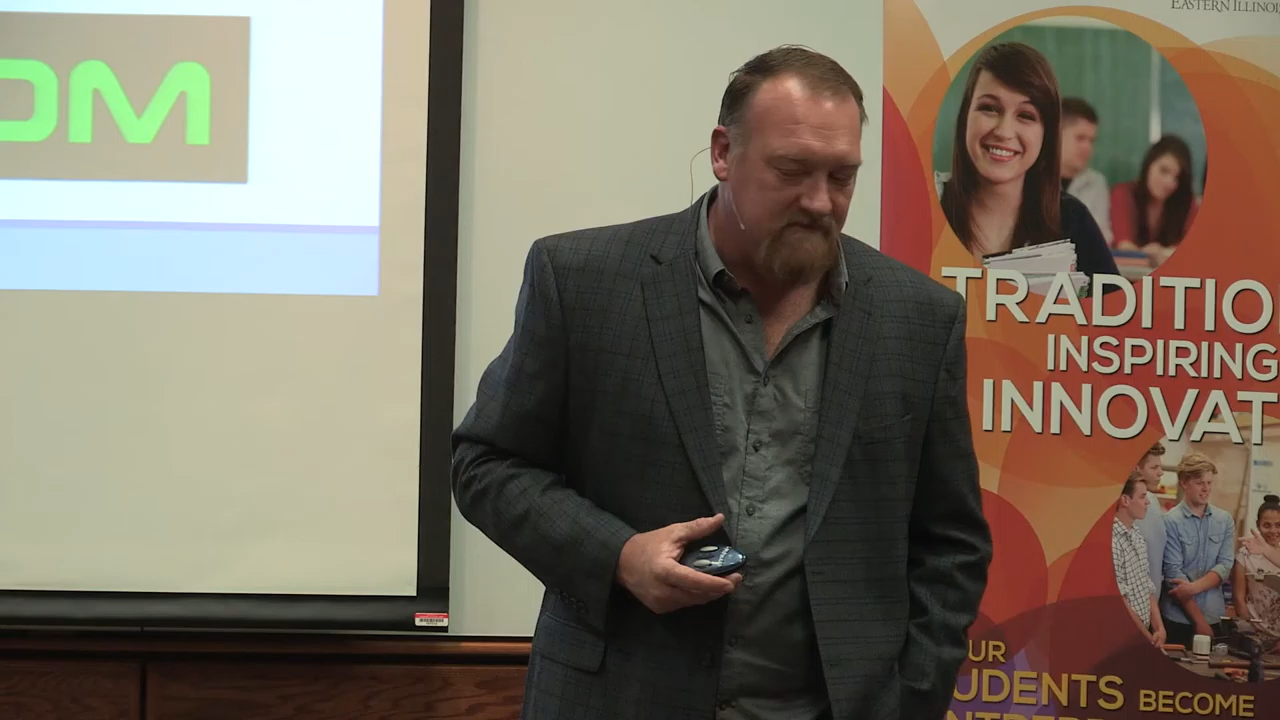 OM
EASTERN ILLINOI
TRADITIO
INSPIRING
INNOVAT
UR
UDENTS BECOME